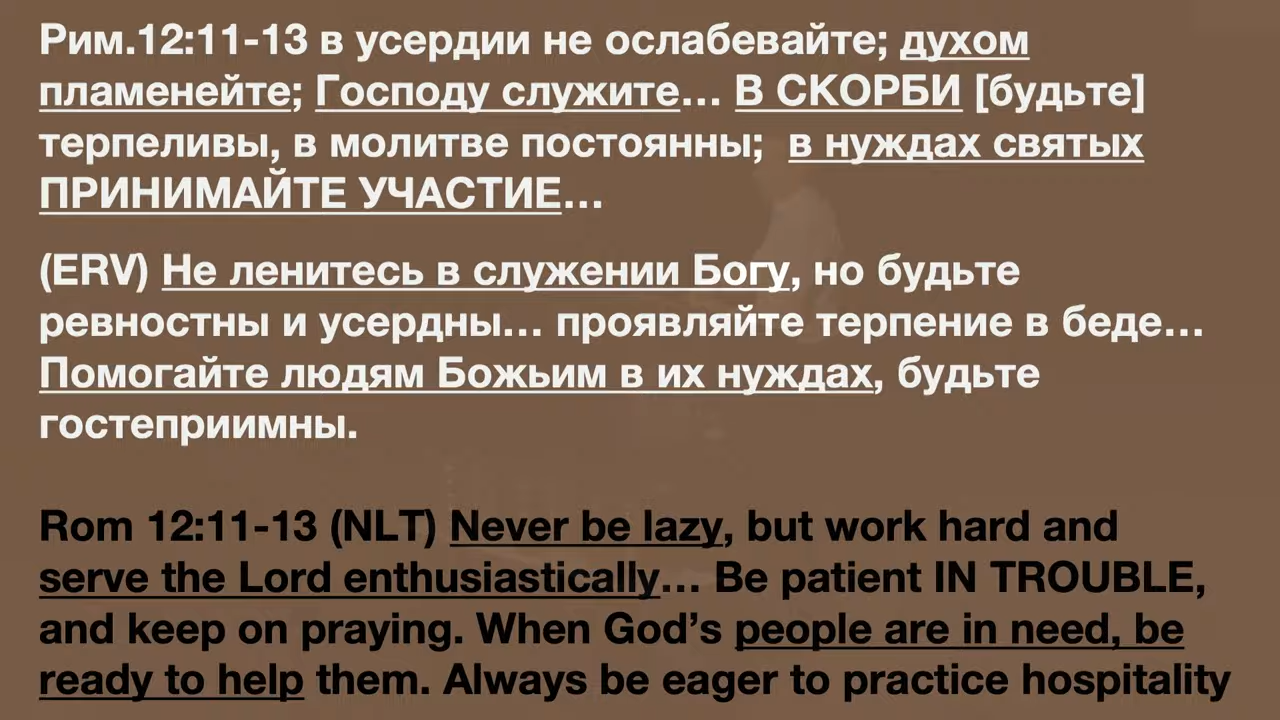 Рим.12:11-13 в усердии не ослабевайте; духом
пламенейте; Господу служите... В СКОРБИ [будьте]
терпеливы, в молитве постоянны; в нуждах святых
ПРИНИМАЙТЕ УЧАСТИЕ...
(ERV) Не ленитесь в служении Богу, но будьте
ревностны и усердны... проявляйте терпение в беде...
Помогайте людям Божьим в их нуждах, будьте
гостеприимны.
Rom 12:11-13 (NLT) Never be lazy, but work hard and
serve the Lord enthusiastically... Be patient IN TROUBLE,
and keep on praying. When God’s people are in need, be
ready to help them. Always be eager to practice hospitality